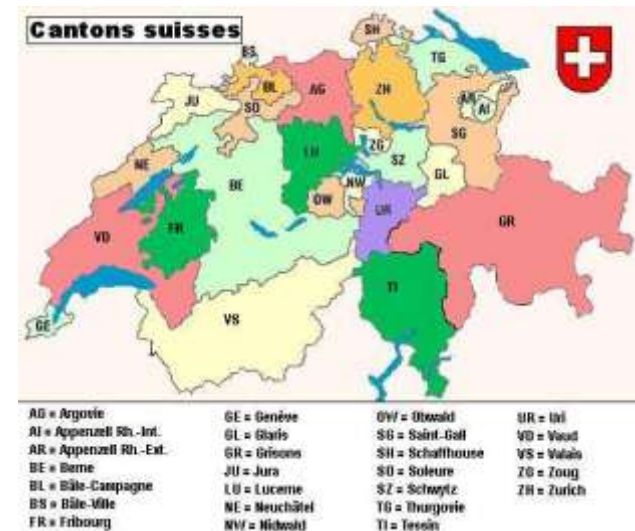 Cantons suisses
SH
BS
TG
BL
AG
ZH
JU
SO
AR
AI
SG
ZG
LU
SZ
NE
BE
NW
GL
OW
UR
GR
VD
FR
TI
VS
GE
AG = Argovie
AI = Appenzell Rh.-Int.
AR = Appenzell Rh.-Ext.
BE = Berne
BL = Bâle-Campagne
BS = Bâle-Ville
FR = Fribourg
GE = Genève
GL = Glaris
GR = Grisons
JU = Jura
LU = Lucerne
NE = Neuchâtel
NW = Nidwald
OW = Obwald
SG = Saint-Gall
SH = Schaffhouse
SO = Soleure
SZ = Schwytz
TG = Thurgovie
TI = Tessin
UR = Uri
VD = Vaud
VS = Valais
ZG = Zoug
ZH = Zurich